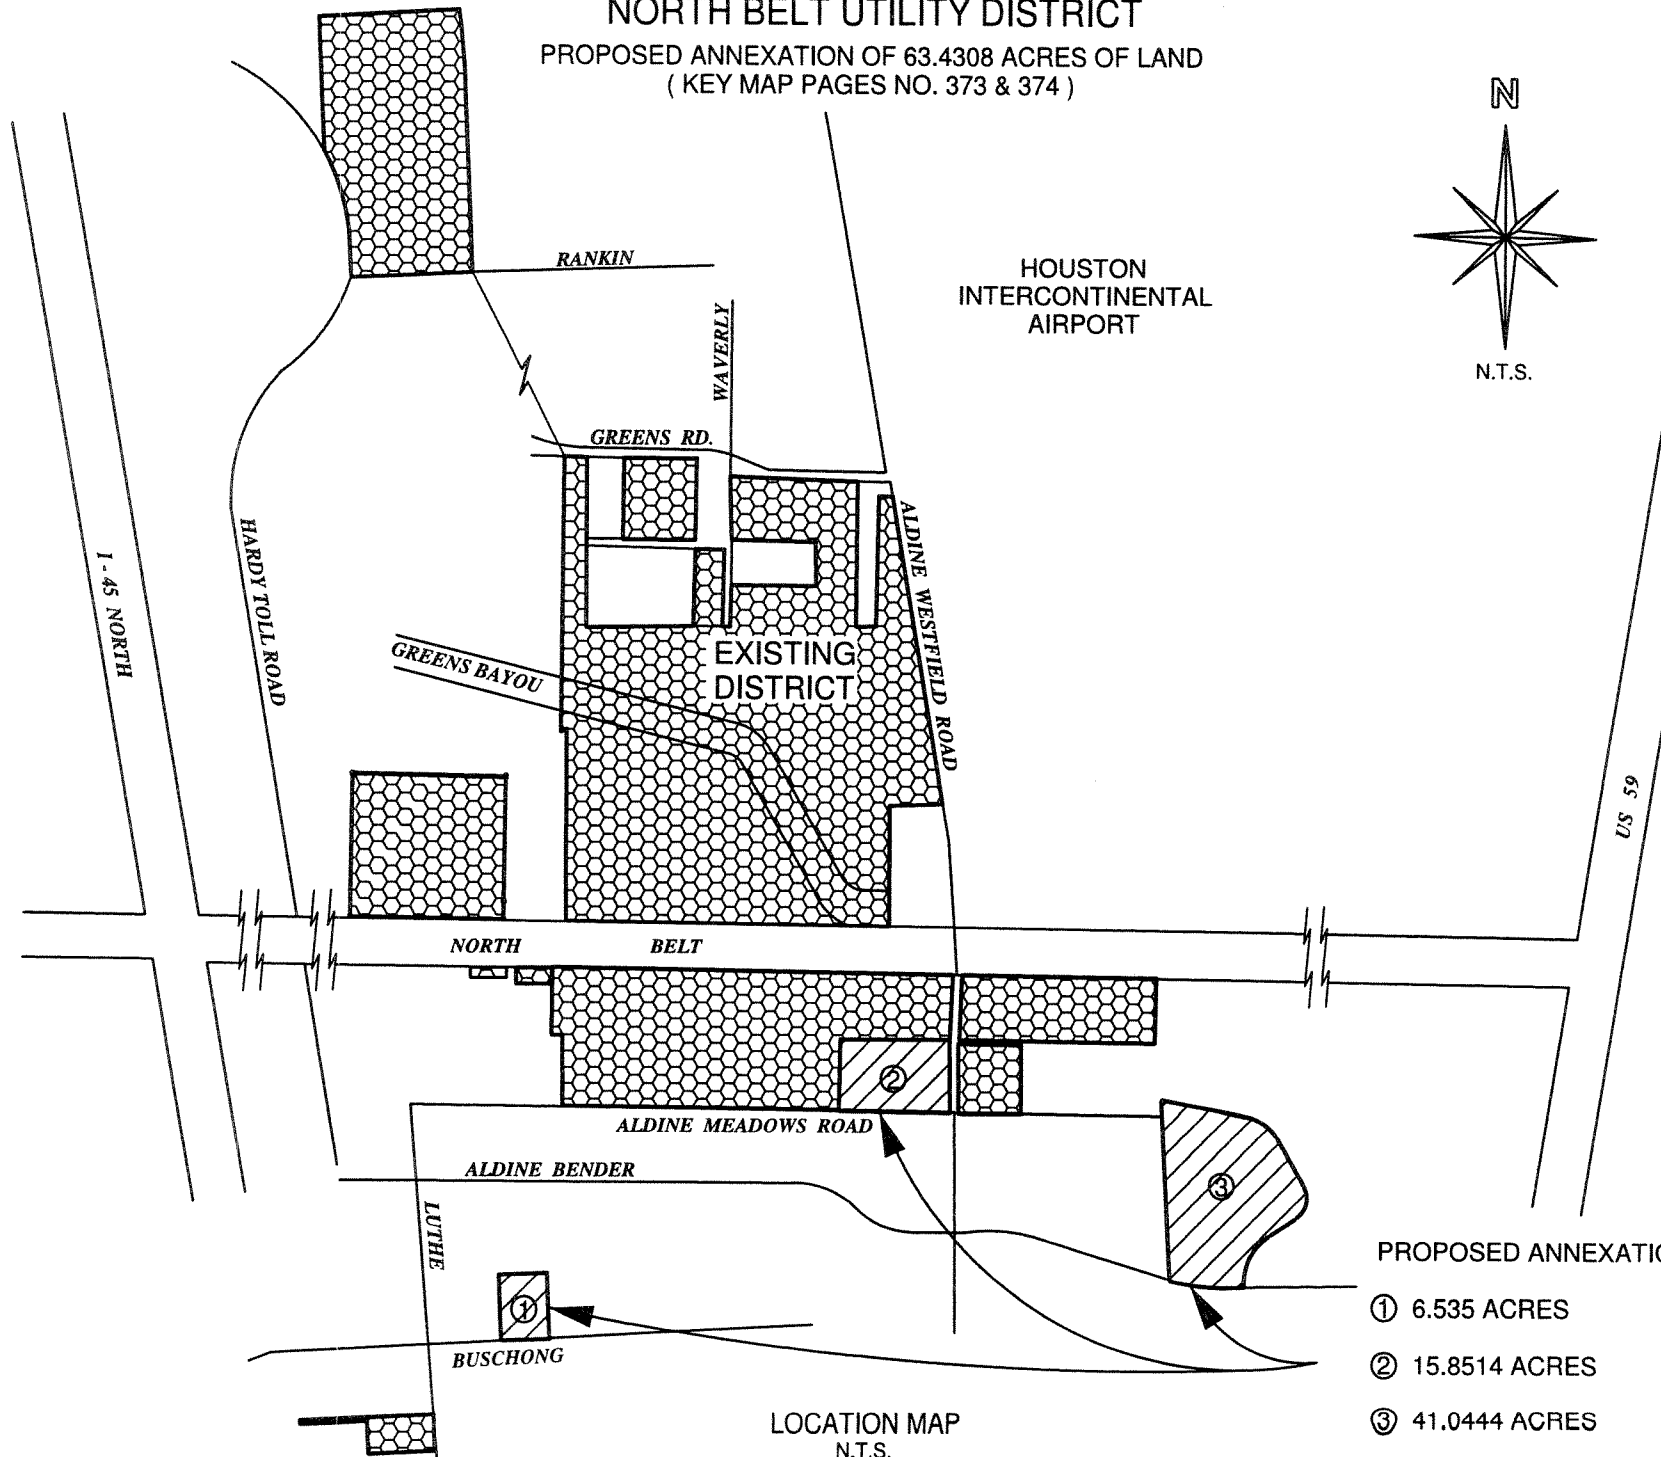 NORTH BELT UTILITY DISTRICT
PROPOSED ANNEXATION OF 63.4308 ACRES OF LAND
( KEY MAP PAGES NO. 373 & 374 )
N
N.T.S.
HOUSTON
INTERCONTINENTAL
AIRPORT
RANKIN
WAVERLY
GREENS RD.
I - 45 NORTH
HARDY TOLL ROAD
ALDINE WESTFIELD ROAD
GREENS BAYOU
EXISTING
DISTRICT
US 59
NORTH BELT
2
ALDINE MEADOWS ROAD
ALDINE BENDER
3
LUTHE
1
BUSCHONG
PROPOSED ANNEXATIO
① 6.535 ACRES
② 15.8514 ACRES
③ 41.0444 ACRES
LOCATION MAP
N.T.S.